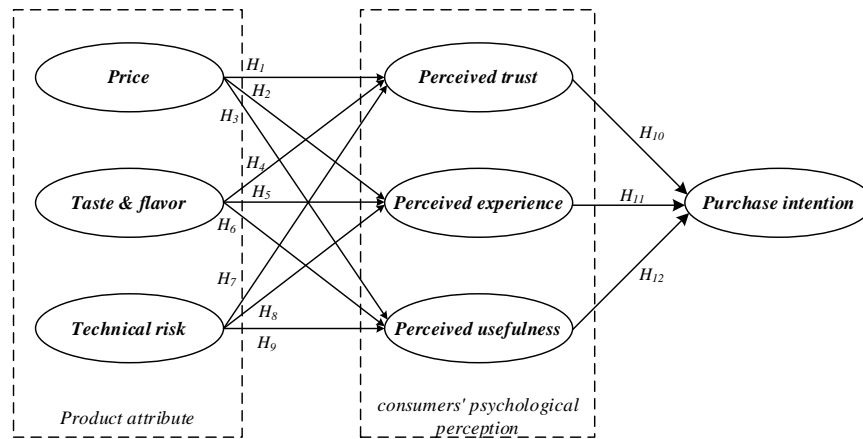 Price
Taste & flavor
Technical risk
Product attribute
H1
H2
H3
H4
H5
H6
H7
H8
H9
Perceived trust
Perceived experience
Perceived usefulness
consumers' psychological
perception
H10
H11
H12
Purchase intention